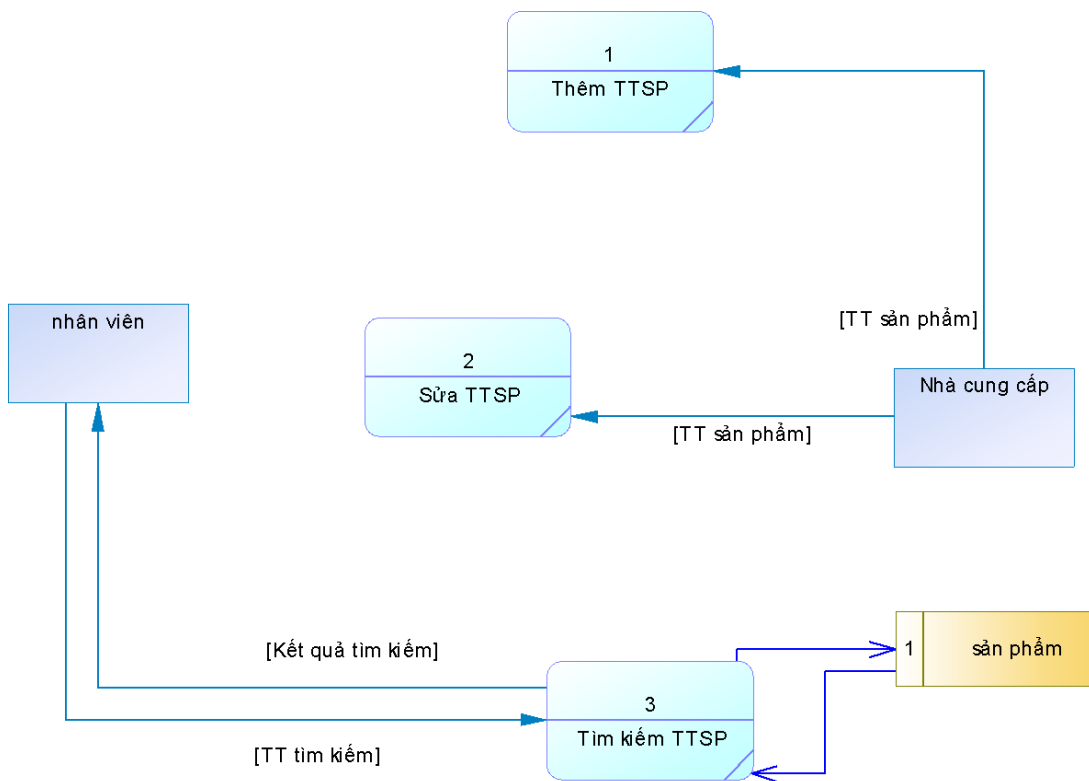 1
Thêm TTSP
[TT sản phẩm]
nhân viên
2
Sửa TTSP
Nhà cung cấp
[TT sản phẩm]
[Kết quả tìm kiếm]
1
sản phẩm
3
Tìm kiếm TTSP
[TT tìm kiếm]